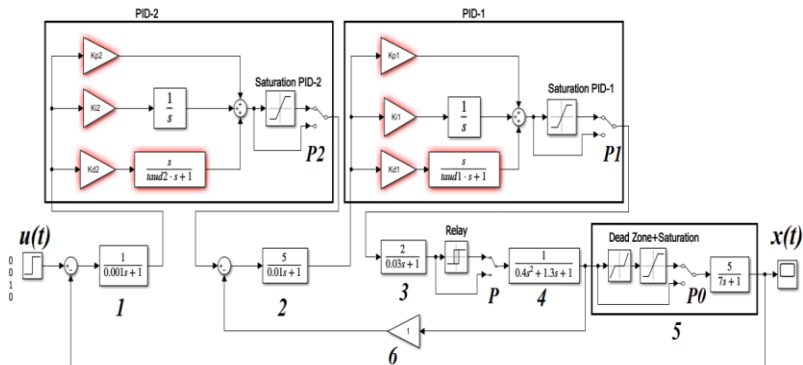 PID-2
PID-1
Kp2
Kp1
Saturation PID-2
Saturation PID-1
Ki2
1
s
Ki1
1
s
P2
P1
Kd2
s
taud2 · s+1
Kd1
s
taud1 · s+1
u(t)
x(t)
Relay
Dead Zone+Saturation
0
0
1
0
1
0.001s+1
5
0.01s+1
2
0.03s+1
1
0.4s²+1.3s+1
5
7s+1
P
P0
1
2
3
4
5
1
6